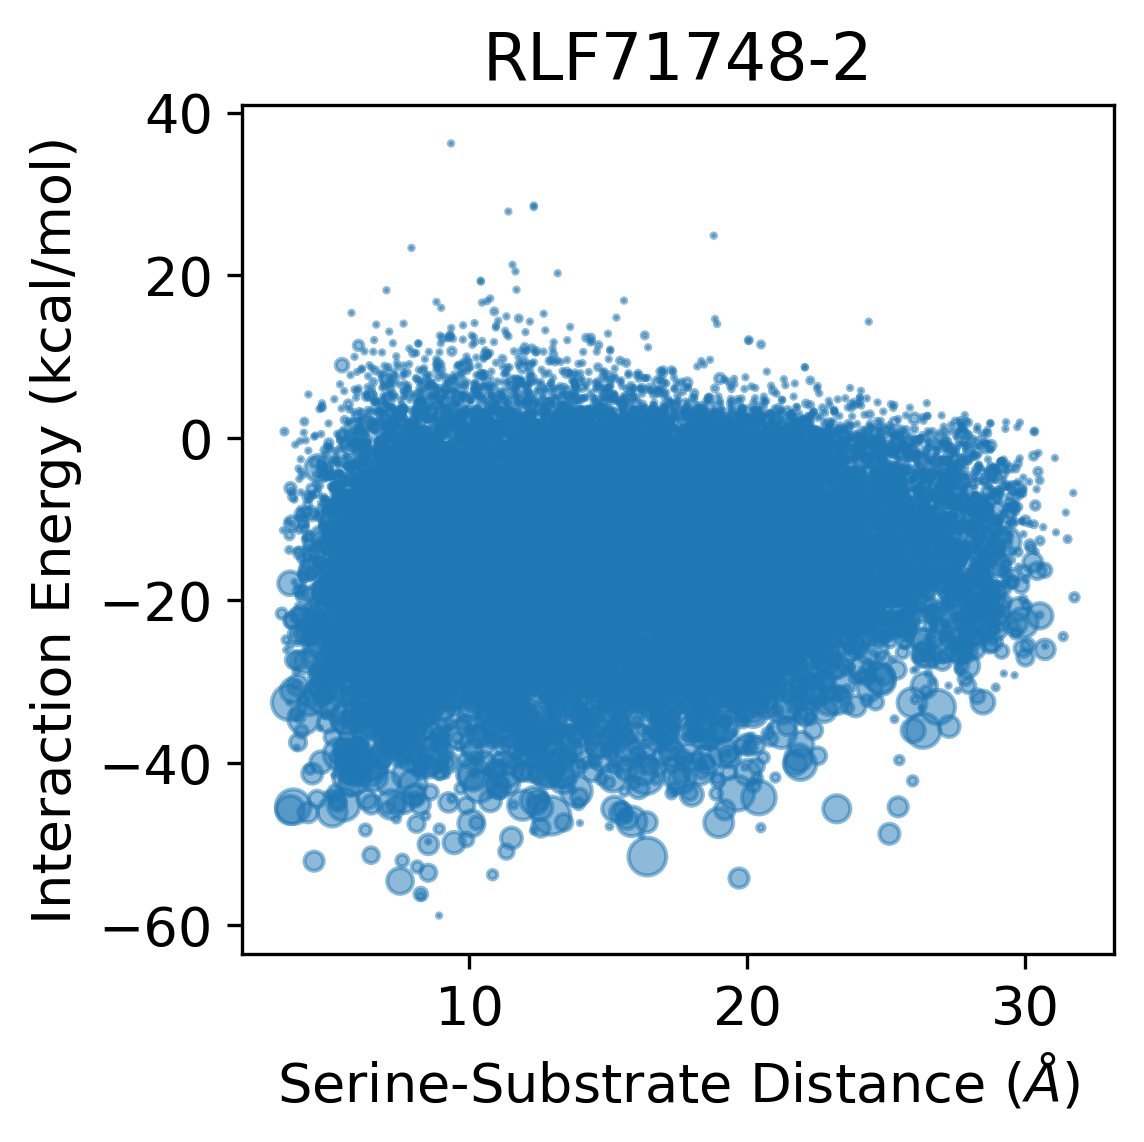 RLF71748-2
40
20
0
−20
−40
−60
Interaction Energy (kcal/mol)
10 20 30
Serine-Substrate Distance (Å)